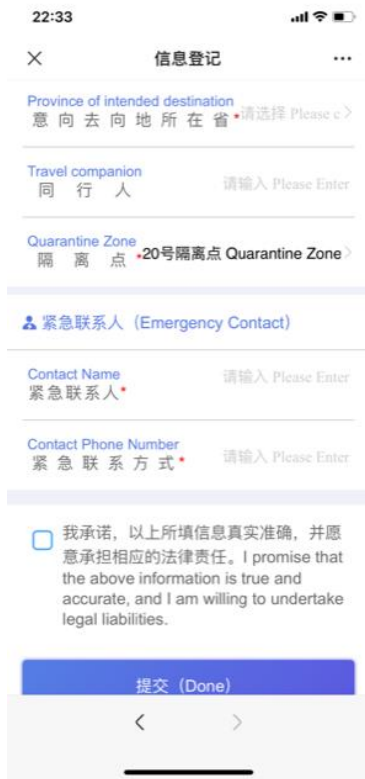 22:33
信息登记
Province of intended destination
意向去向地所在省*请选择 Please c
Travel companion
同行人 请输入 Please Enter
Quarantine Zone
隔离点*20号隔离点 Quarantine Zone
紧急联系人（Emergency Contact）
Contact Name
紧急联系人* 请输入 Please Enter
Contact Phone Number
紧急联系方式* 请输入 Please Enter
我承诺，以上所填信息真实准确，并愿
意承担相应的法律责任。I promise that
the above information is true and
accurate, and I am willing to undertake
legal liabilities.
提交（Done）